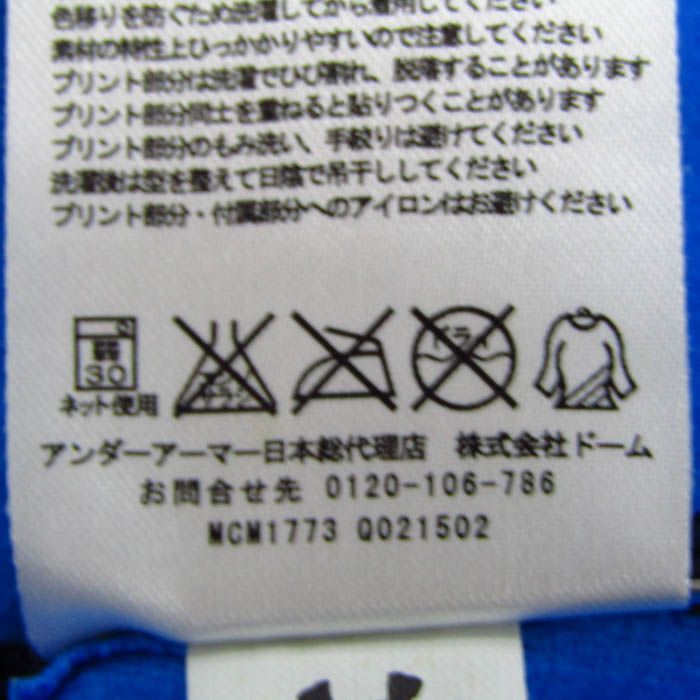 色移りを防ぐため洗濯してから着用してください
素材の特性上ひっかかりやすいので注意してください
プリント部分は洗濯でひび割れ、脱落することがあります
プリント部分同士を重ねると貼りつくことがあります
プリント部分のもみ洗い、手絞りは避けてください
洗濯後は型を整えて日陰で吊干ししてください
プリント部分・付属部分へのアイロンはお避けください
弱
30
ネット使用
エンソ
サラシ
ドライ
アンダーアーマー日本総代理店 株式会社ドーム
お問合せ先 0120-106-786
MCM1773 Q021502